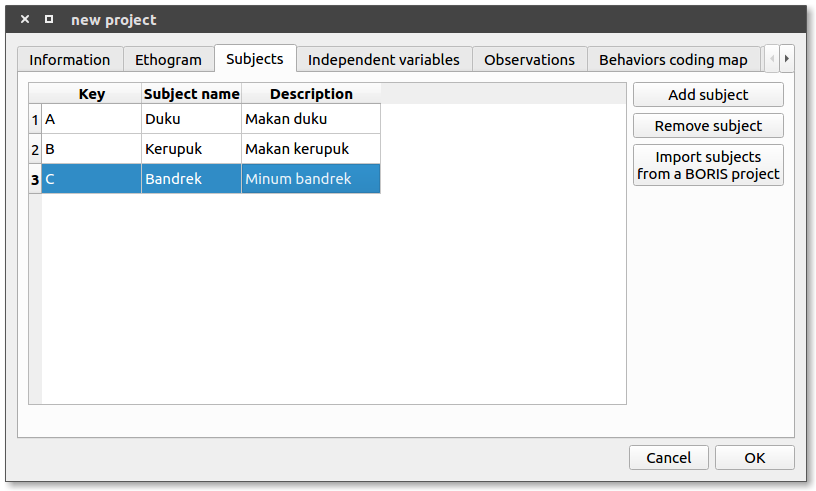 new project
Information Ethogram Subjects Independent variables Observations Behaviors coding map
Key Subject name Description
1 A Duku Makan duku
2 B Kerupuk Makan kerupuk
3 C Bandrek Minum bandrek
Add subject
Remove subject
Import subjects
from a BORIS project
Cancel OK